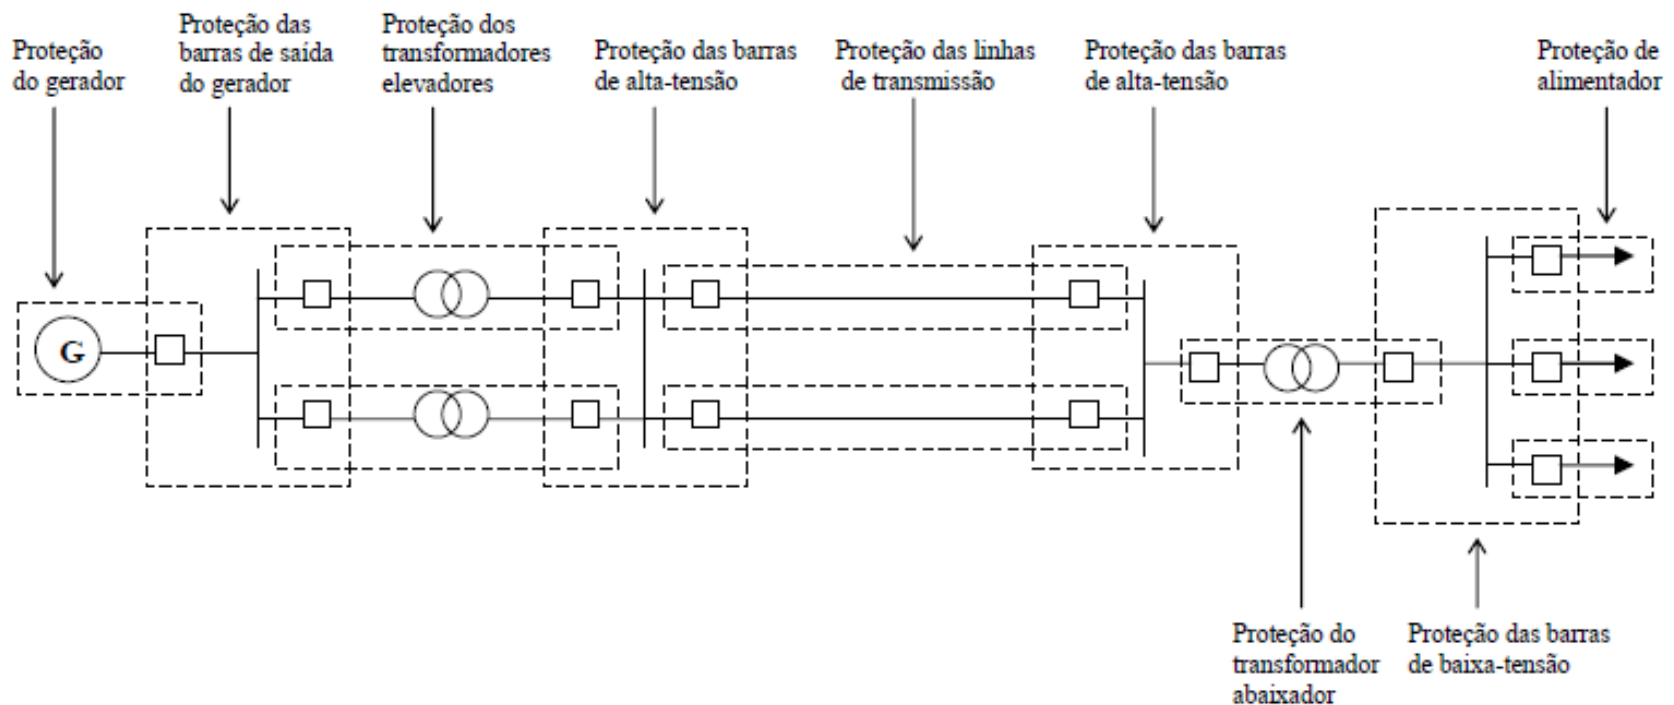 Proteção
do gerador
Proteção das
barras de saída
do gerador
Proteção dos
transformadores
elevadores
Proteção das barras
de alta-tensão
Proteção das linhas
de transmissão
Proteção das barras
de alta-tensão
Proteção de
alimentador
G
Proteção do
transformador
abaixador
Proteção das barras
de baixa-tensão